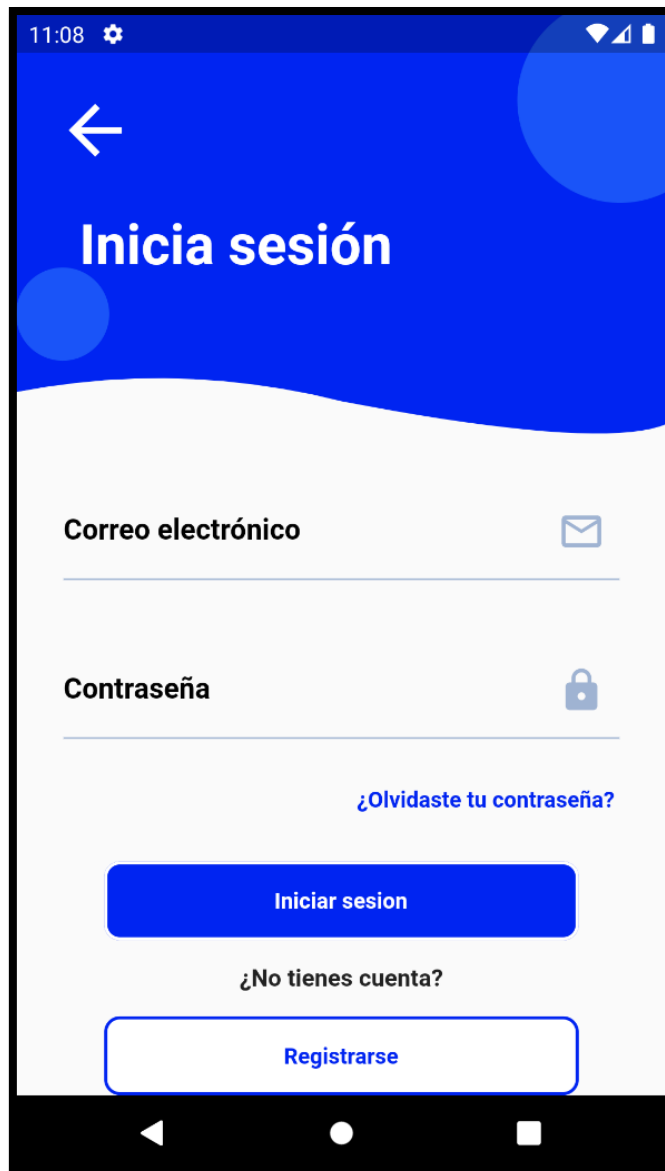 11:08
Inicia sesión
Correo electrónico
Contraseña
¿Olvidaste tu contraseña?
Iniciar sesion
¿No tienes cuenta?
Registrarse